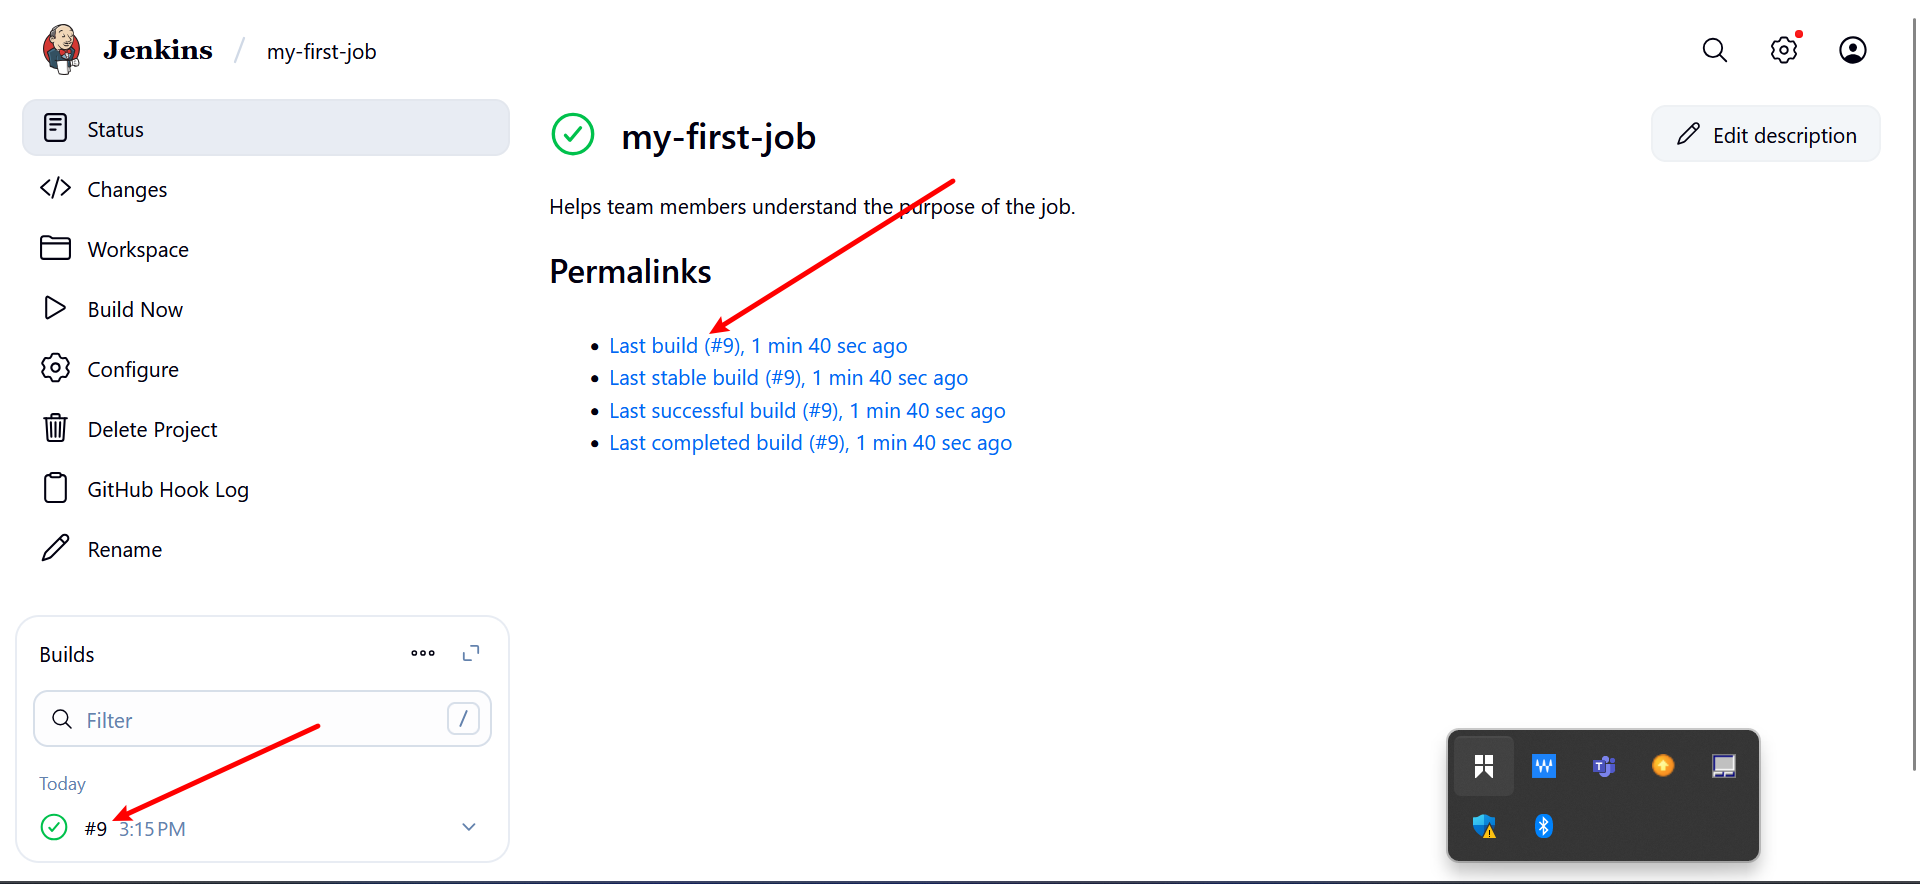 Jenkins / my-first-job
Status
Changes
Workspace
Build Now
Configure
Delete Project
GitHub Hook Log
Rename
Builds
Filter /
Today
#9 3:15 PM
my-first-job
Edit description
Helps team members understand the purpose of the job.
Permalinks
Last build (#9), 1 min 40 sec ago
Last stable build (#9), 1 min 40 sec ago
Last successful build (#9), 1 min 40 sec ago
Last completed build (#9), 1 min 40 sec ago